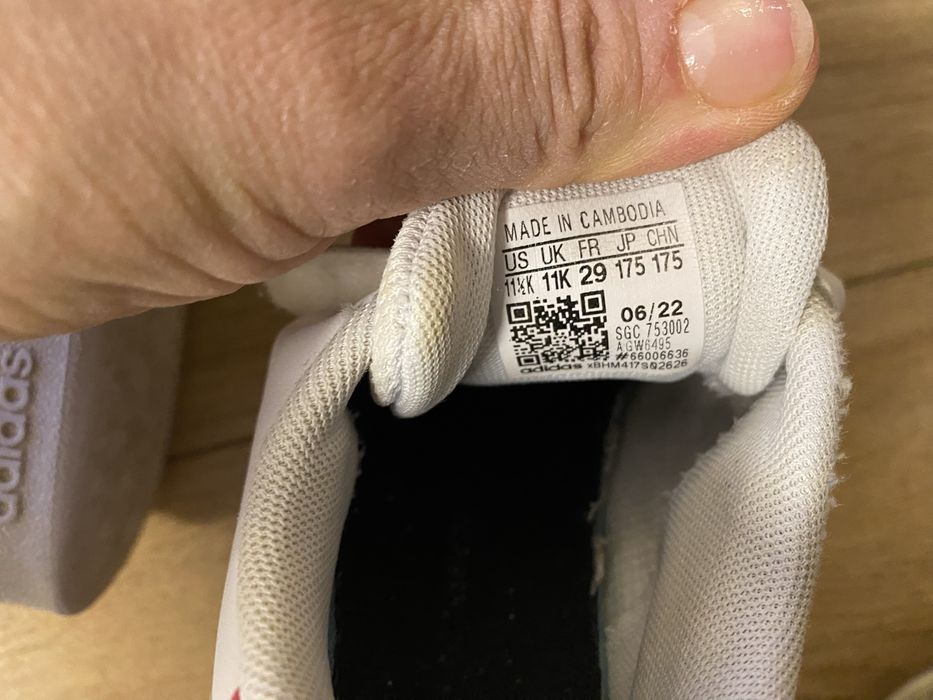 MADE IN CAMBODIA
US UK FR JP CHN
11½K 11K 29 175 175
06/22
SGC 753002
A GW6495
#66006636
adidas xBHM417S02626
adidas